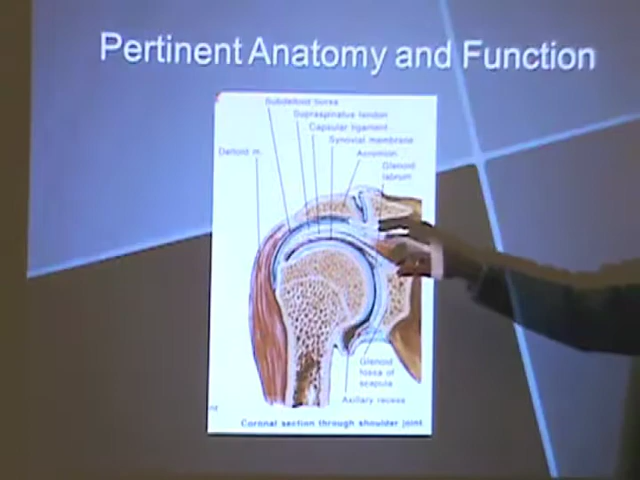 Pertinent Anatomy and Function
Subdeltoid bursa
Supraspinatus tendon
Capsular ligament
Synovial membrane
Deltoid m.
Acromion
Glenoid
labrum
Glenoid
fossa of
scapula
Axillary recess
nt
Coronal section through shoulder joint